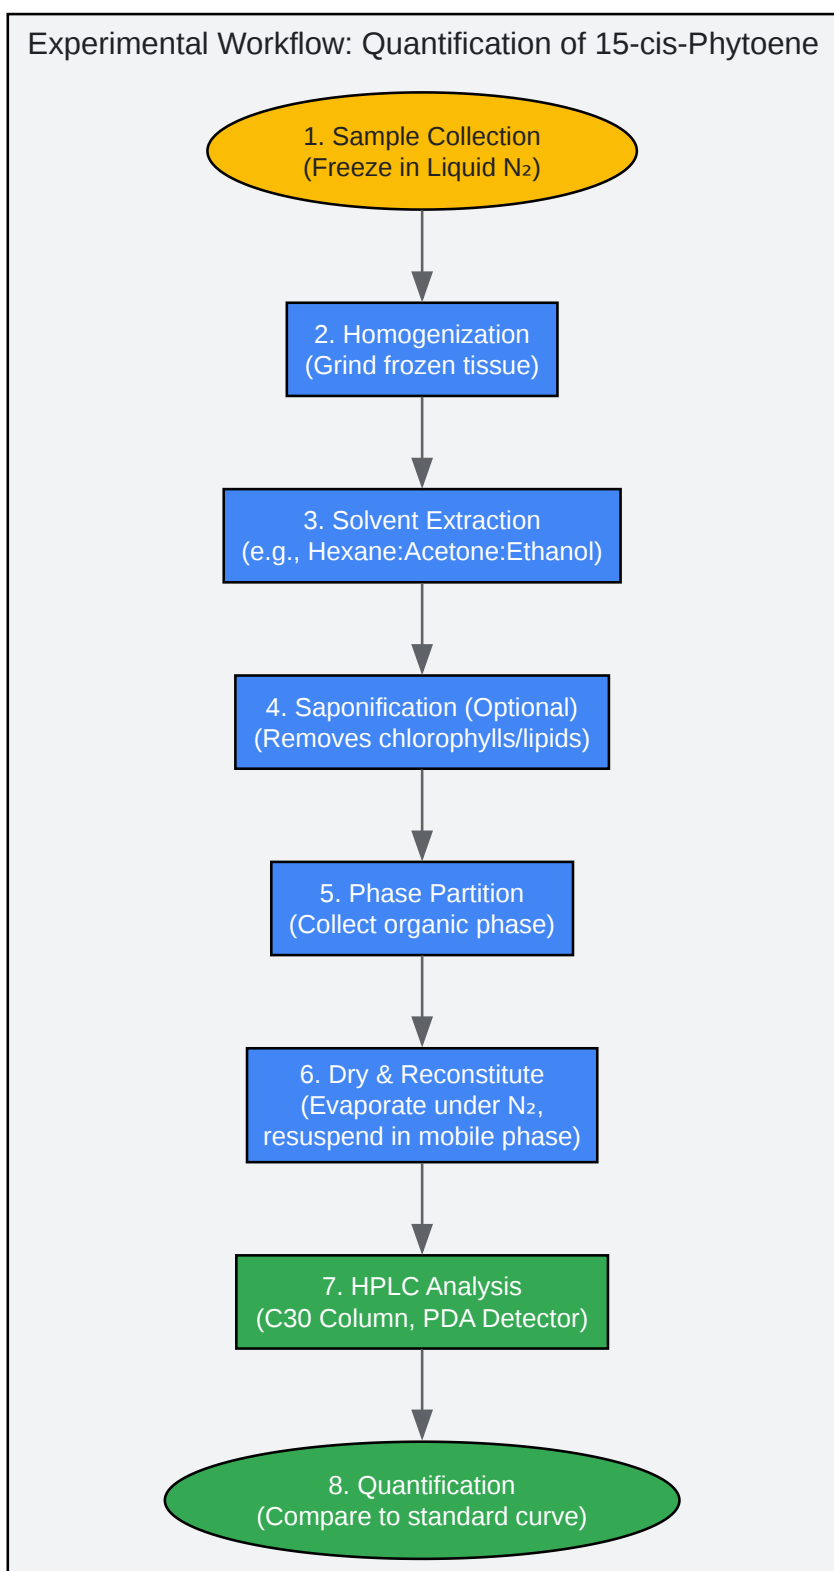 Experimental Workflow: Quantification of 15-cis-Phytoene
1. Sample Collection
(Freeze in Liquid N₂)
2. Homogenization
(Grind frozen tissue)
3. Solvent Extraction
(e.g., Hexane:Acetone:Ethanol)
4. Saponification (Optional)
(Removes chlorophylls/lipids)
5. Phase Partition
(Collect organic phase)
6. Dry & Reconstitute
(Evaporate under N₂,
resuspend in mobile phase)
7. HPLC Analysis
(C30 Column, PDA Detector)
8. Quantification
(Compare to standard curve)